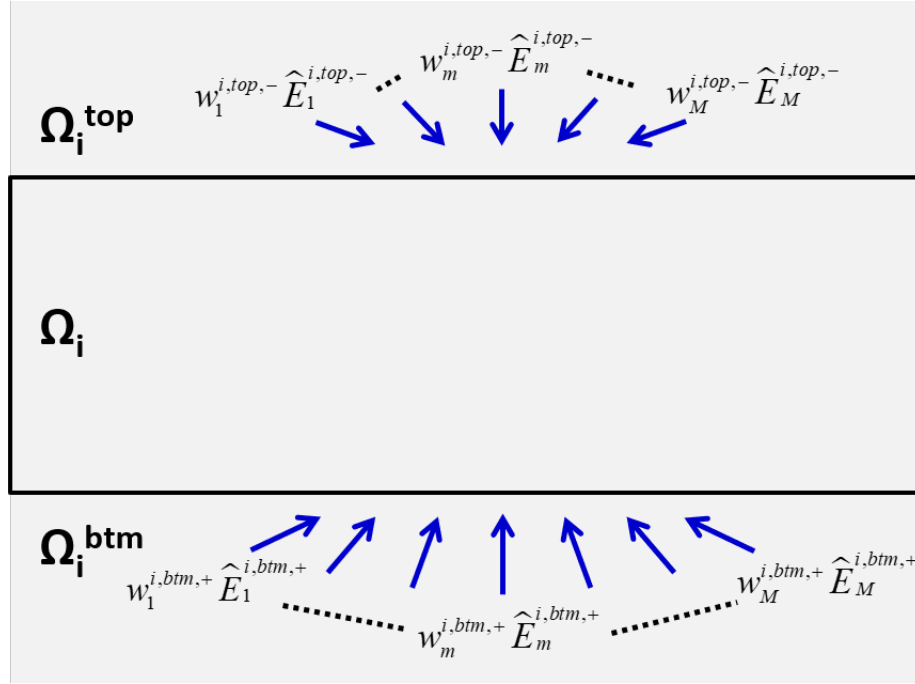 w_m^{i,top,-} Ê_m^{i,top,-}
w_1^{i,top,-} Ê_1^{i,top,-}
w_M^{i,top,-} Ê_M^{i,top,-}
Ω_i^{top}
Ω_i
Ω_i^{btm}
w_1^{i,btm,+} Ê_1^{i,btm,+}
w_M^{i,btm,+} Ê_M^{i,btm,+}
w_m^{i,btm,+} Ê_m^{i,btm,+}